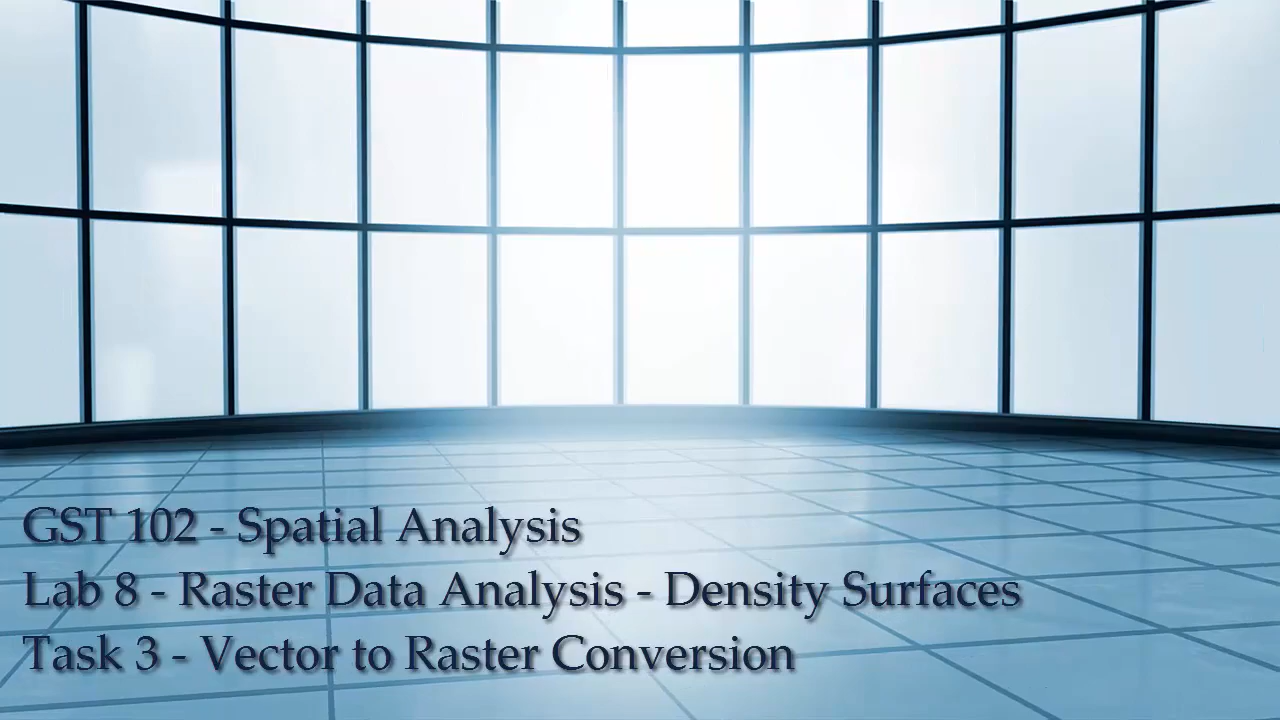 GST 102 - Spatial Analysis
Lab 8 - Raster Data Analysis - Density Surfaces
Task 3 - Vector to Raster Conversion